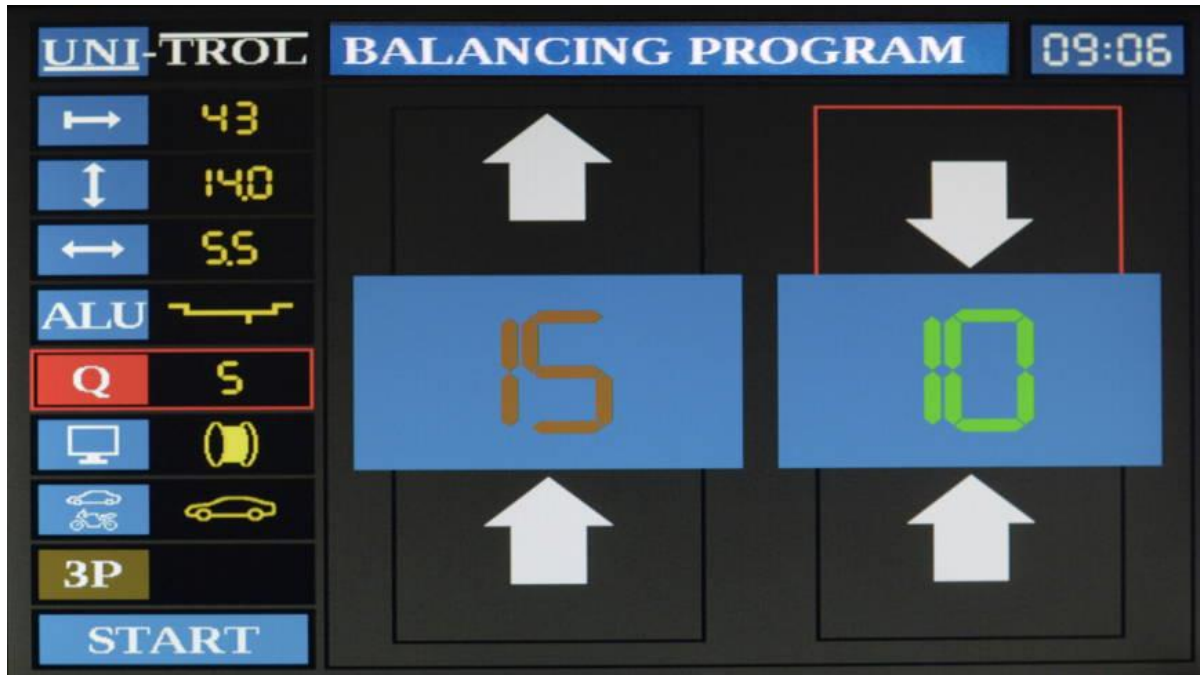 UNI-TROL
BALANCING PROGRAM
09:06
43
14.0
5.5
ALU
Q
5
3P
START
15
10